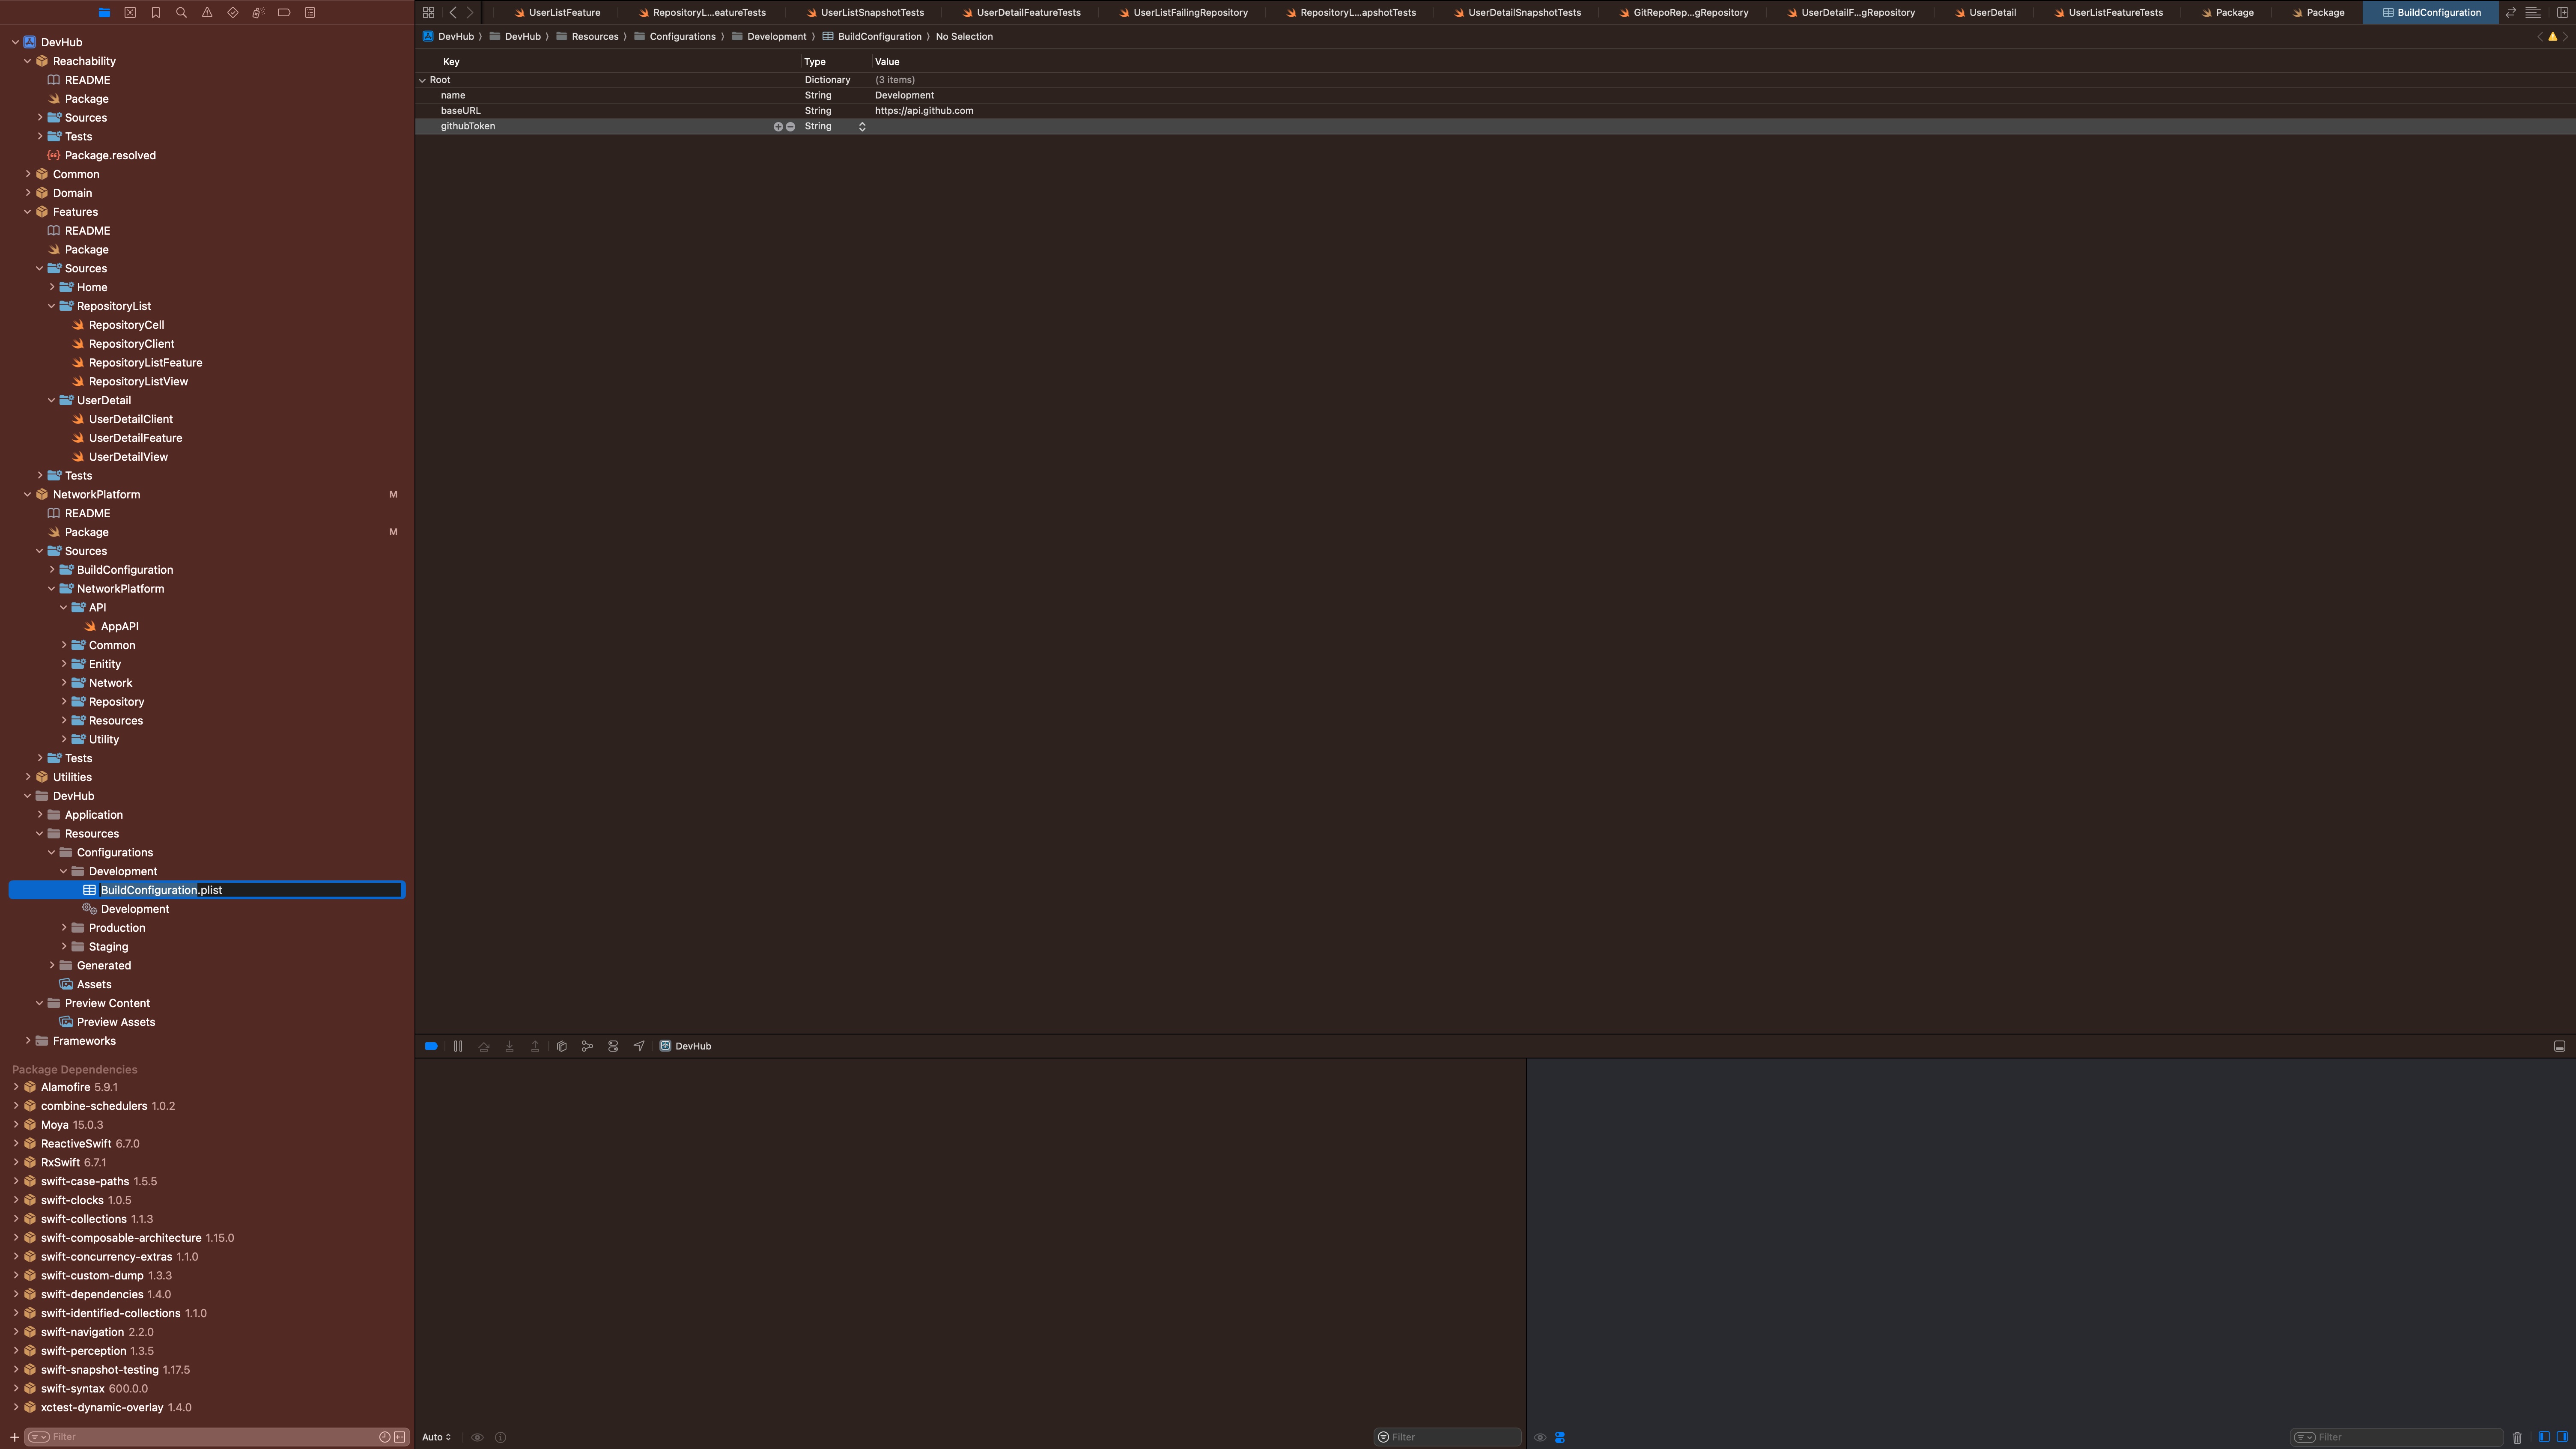 UserListFeature
RepositoryL...eatureTests
UserListSnapshotTests
UserDetailFeatureTests
UserListFailingRepository
RepositoryL...apshotTests
UserDetailSnapshotTests
GitRepoRep...gRepository
UserDetailF...gRepository
UserDetail
UserListFeatureTests
Package
Package
BuildConfiguration
DevHub
DevHub
Resources
Configurations
Development
BuildConfiguration
No Selection
DevHub
Reachability
README
Package
Sources
Tests
Package.resolved
Common
Domain
Features
README
Package
Sources
Home
RepositoryList
RepositoryCell
RepositoryClient
RepositoryListFeature
RepositoryListView
UserDetail
UserDetailClient
UserDetailFeature
UserDetailView
Tests
NetworkPlatform M
README
Package M
Sources
BuildConfiguration
NetworkPlatform
API
AppAPI
Common
Enitity
Network
Repository
Resources
Utility
Tests
Utilities
DevHub
Application
Resources
Configurations
Development
BuildConfiguration.plist
Development
Production
Staging
Generated
Assets
Preview Content
Preview Assets
Frameworks
Package Dependencies
Alamofire 5.9.1
combine-schedulers 1.0.2
Moya 15.0.3
ReactiveSwift 6.7.0
RxSwift 6.7.1
swift-case-paths 1.5.5
swift-clocks 1.0.5
swift-collections 1.1.3
swift-composable-architecture 1.15.0
swift-concurrency-extras 1.1.0
swift-custom-dump 1.3.3
swift-dependencies 1.4.0
swift-identified-collections 1.1.0
swift-navigation 2.2.0
swift-perception 1.3.5
swift-snapshot-testing 1.17.5
swift-syntax 600.0.0
xctest-dynamic-overlay 1.4.0
Filter
Key Type Value
Root Dictionary (3 items)
name String Development
baseURL String https://api.github.com
githubToken String
DevHub
Auto
Filter
Filter